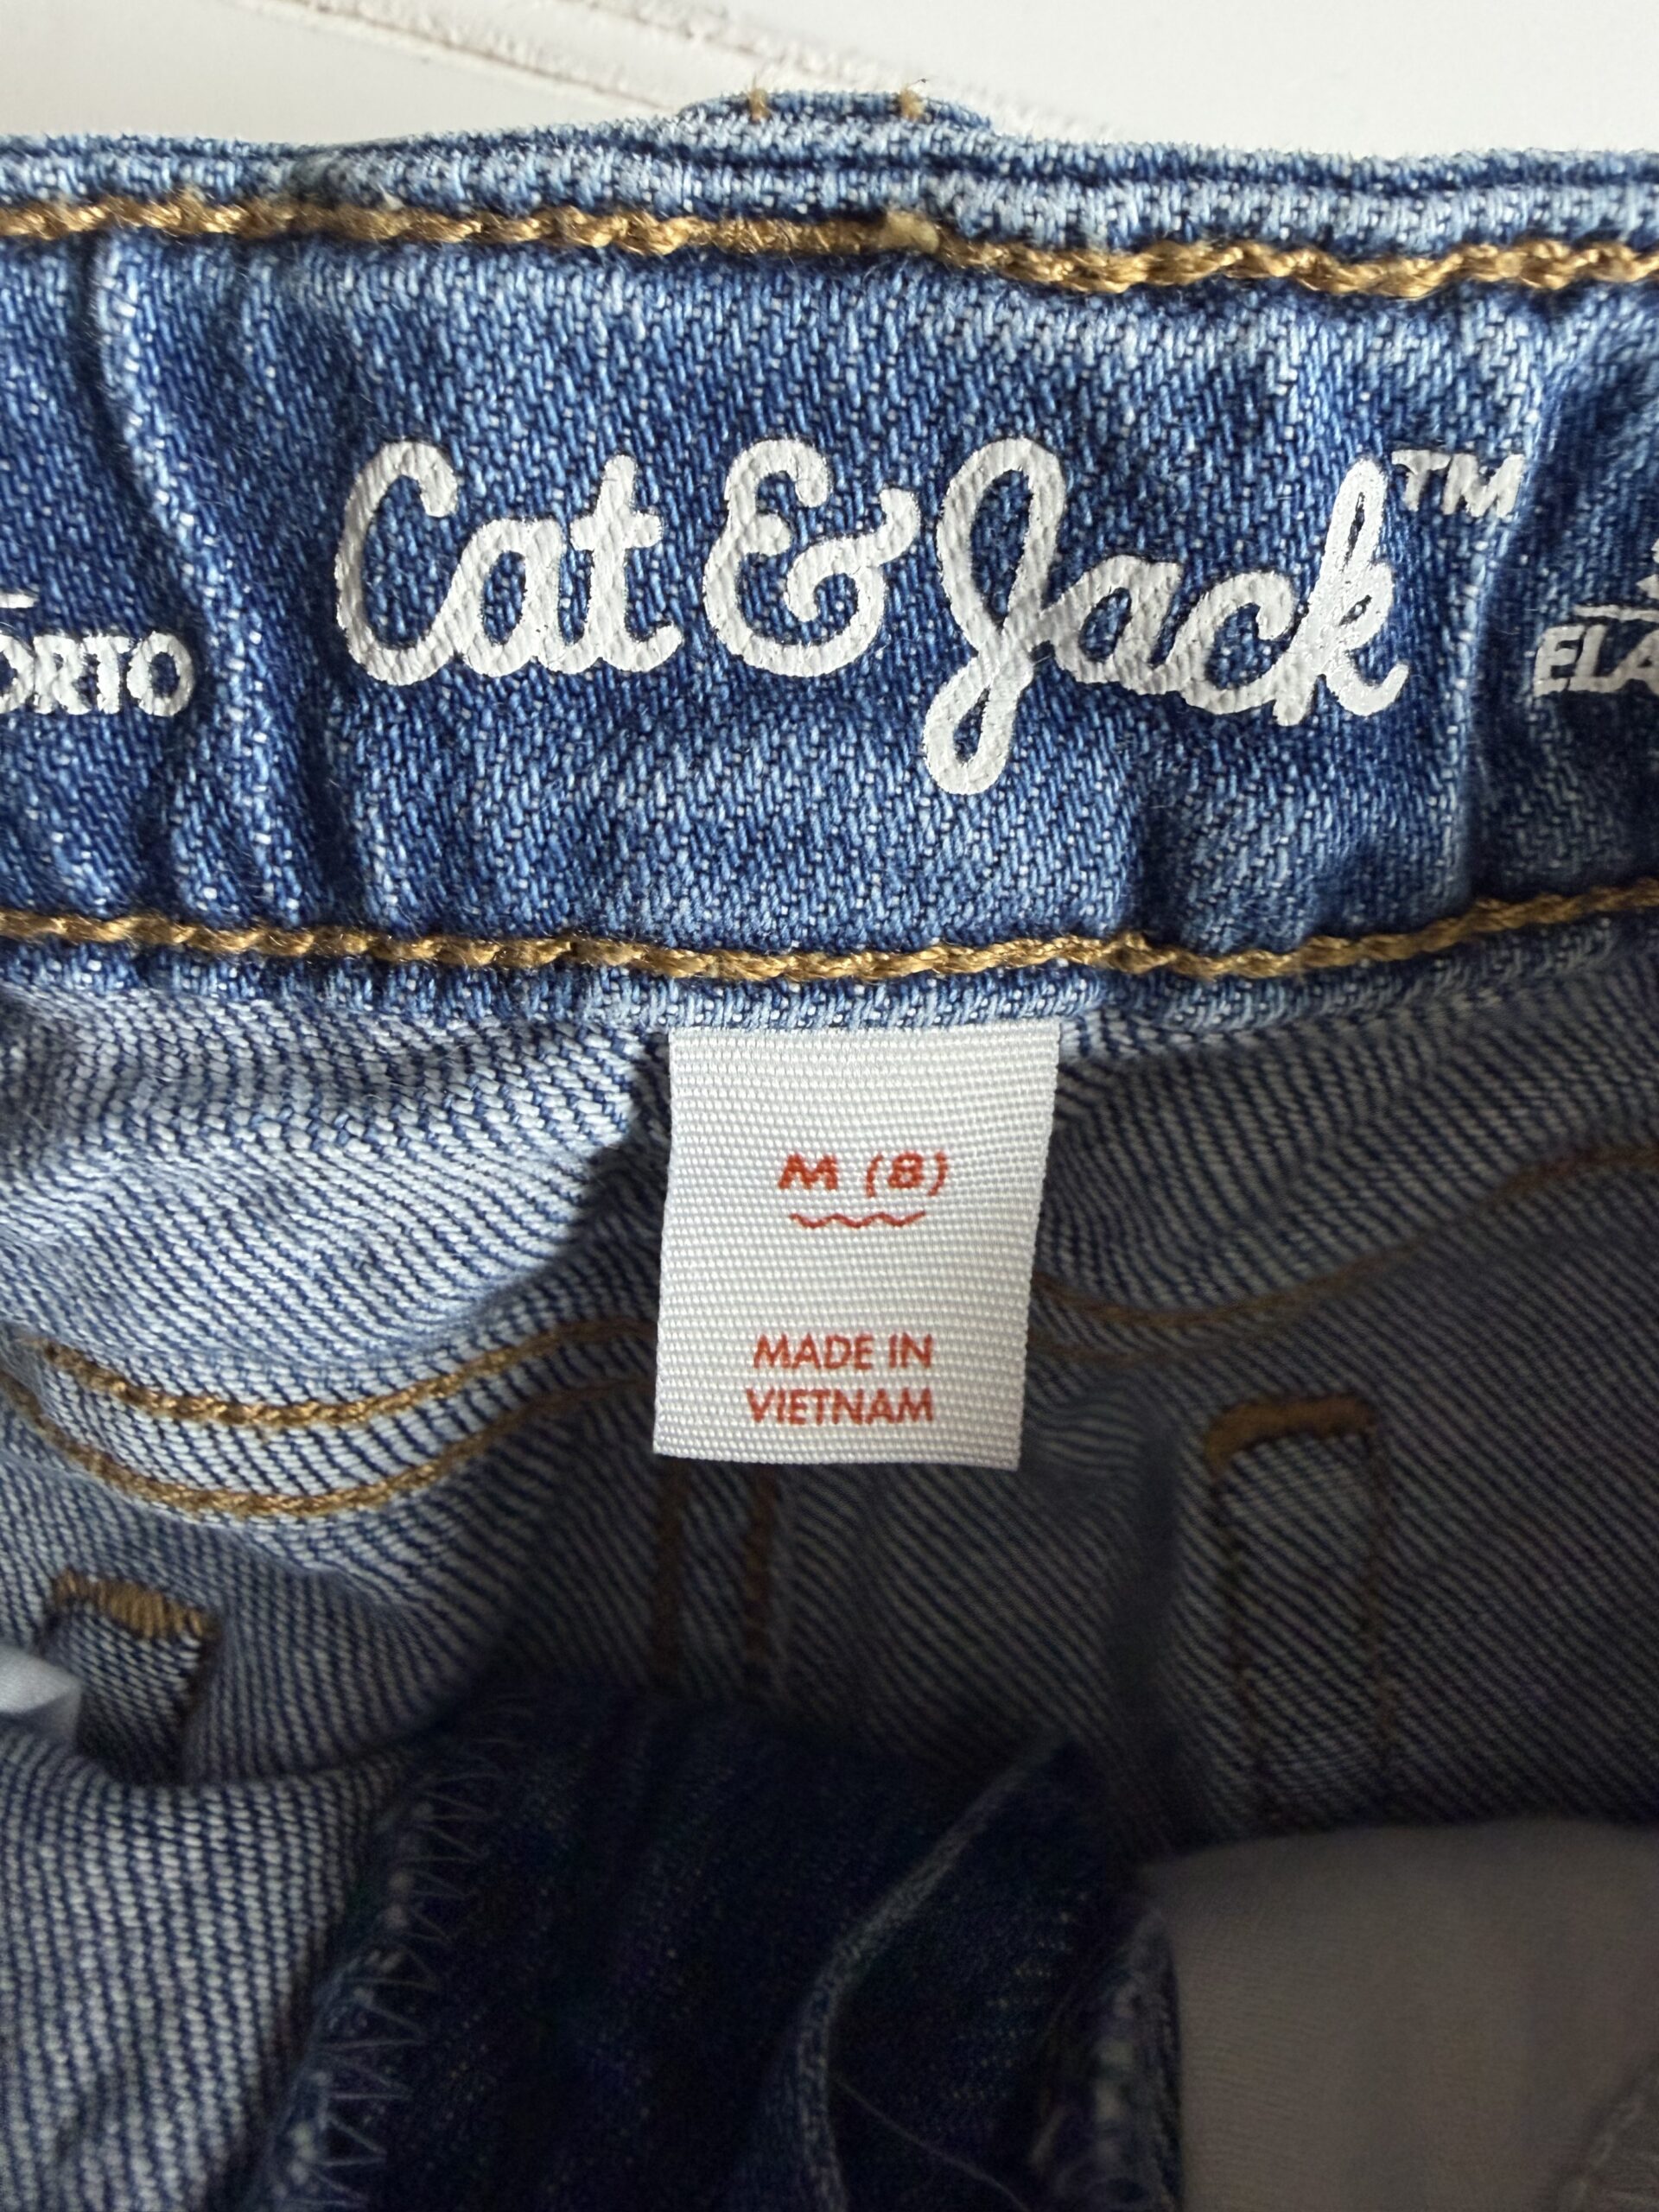 Cat & Jack™
M (8)
MADE IN
VIETNAM